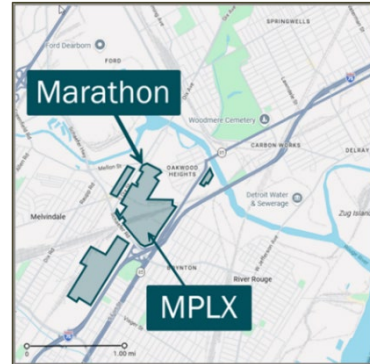 SPRINGWELLS
Ford Dearborn
FORD
Marathon
Woodmere Cemetery
CARBON WORKS
DELRAY
OAKWOOD
HEIGHTS
Melvindale
Detroit Water
& Sewerage
Zug Island
BOYNTON
River Rouge
MPLX
0
1.00 mi